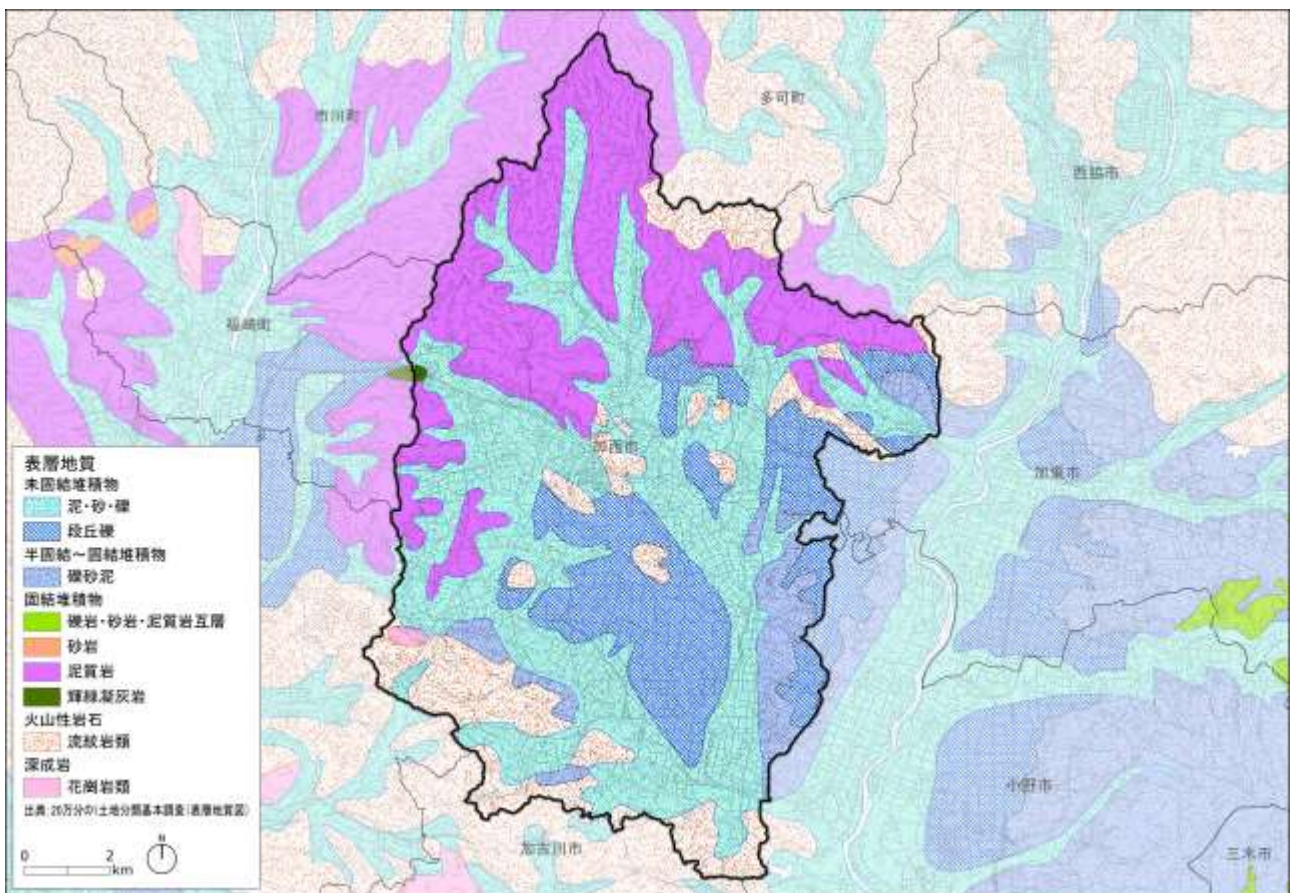 市川町
多可町
西脇市
福崎町
加西市
加東市
小野市
加古川市
三木市
表層地質
未固結堆積物
泥・砂・礫
段丘礫
半固結～固結堆積物
礫砂泥
固結堆積物
礫岩・砂岩・泥質岩互層
砂岩
泥質岩
輝緑凝灰岩
火山性岩石
流紋岩類
深成岩
花崗岩類
出典:20万分の1土地分類基本調査(表層地質図)
N
0 2
km